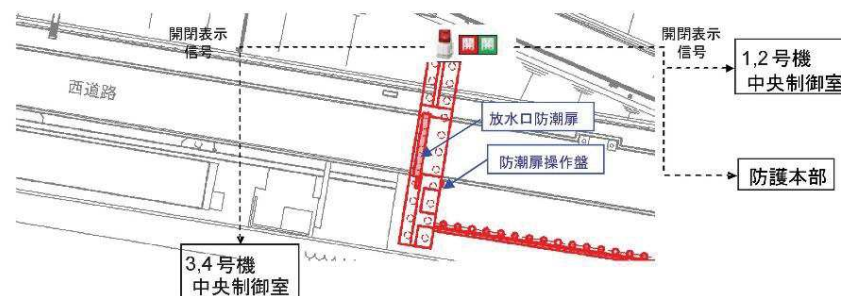 開閉表示
信号
開 開
開閉表示
信号
1,2号機
中央制御室
西道路
放水口防潮扉
防潮扉操作盤
防護本部
3,4号機
中央制御室